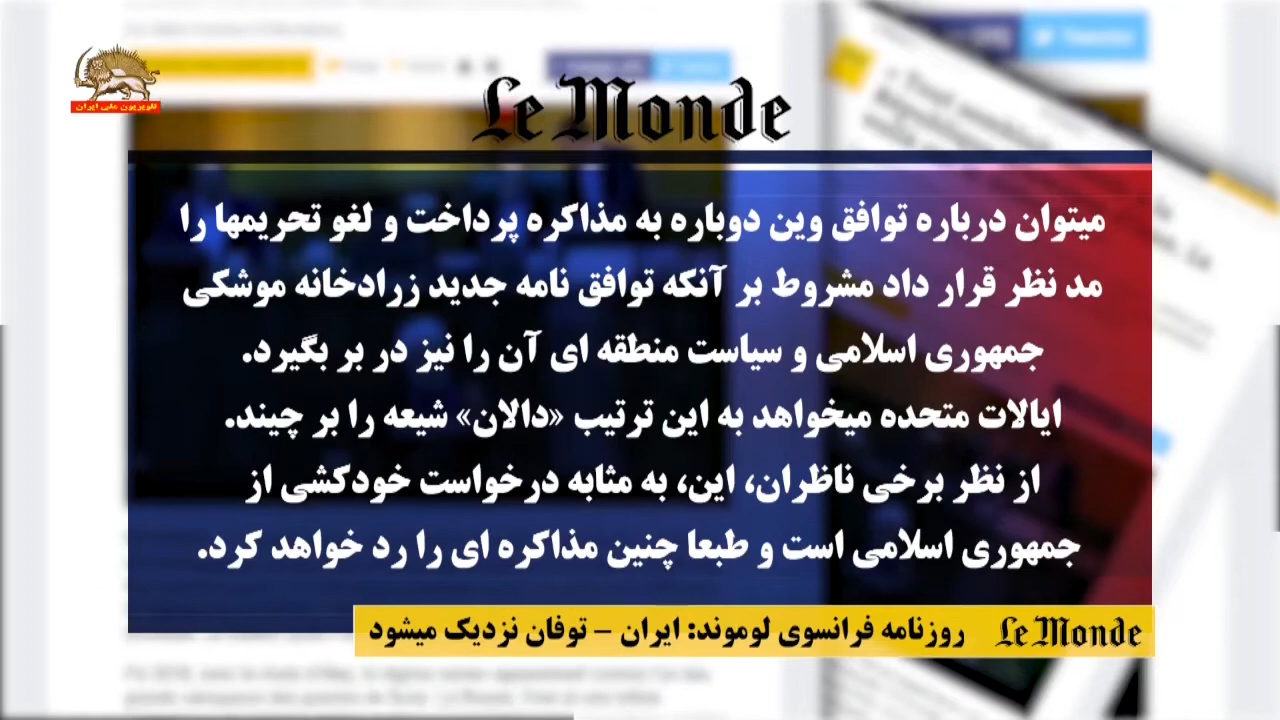 تلویزیون ملی ایران
Le Monde
میتوان درباره توافق وین دوباره به مذاکره پرداخت و لغو تحریمها را
مد نظر قرار داد مشروط بر آنکه توافق نامه جدید زرادخانه موشکی
جمهوری اسلامی و سیاست منطقه ای آن را نیز در بر بگیرد.
ایالات متحده میخواهد به این ترتیب «دالان» شیعه را بر چیند.
از نظر برخی ناظران، این، به مثابه درخواست خودکشی از
جمهوری اسلامی است و طبعا چنین مذاکره ای را رد خواهد کرد.
Le Monde روزنامه فرانسوی لوموند: ایران – توفان نزدیک میشود